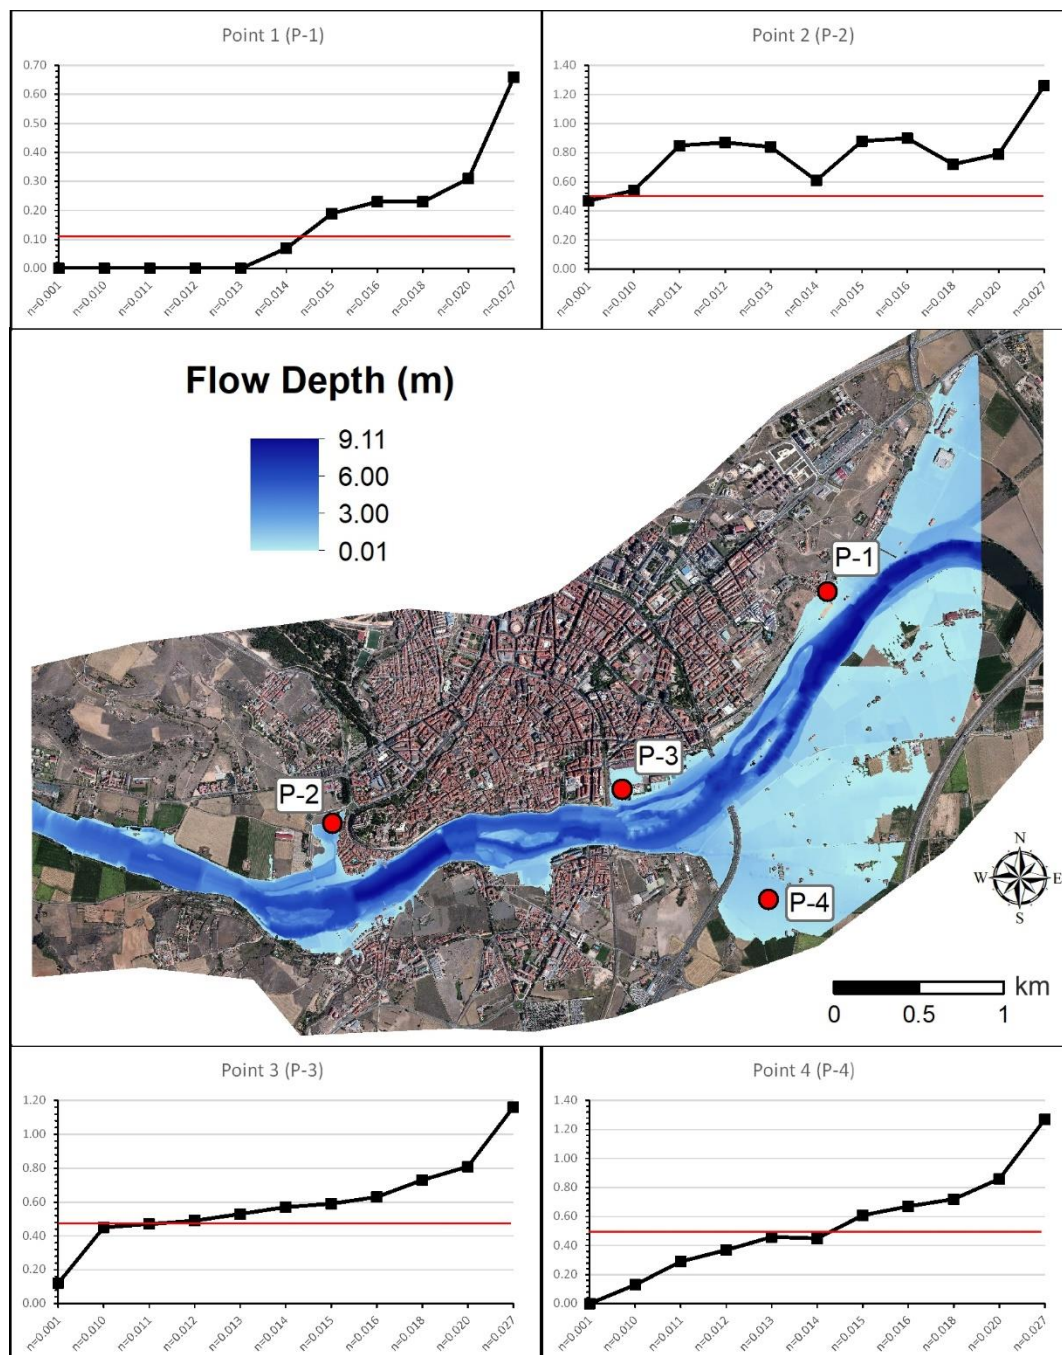 Point 1 (P-1)
0.70
0.60
0.50
0.40
0.30
0.20
0.10
0.00
n=0.001
n=0.010
n=0.011
n=0.012
n=0.013
n=0.014
n=0.015
n=0.016
n=0.018
n=0.020
n=0.027
Point 2 (P-2)
1.40
1.20
1.00
0.80
0.60
0.40
0.20
0.00
n=0.001
n=0.010
n=0.011
n=0.012
n=0.013
n=0.014
n=0.015
n=0.016
n=0.018
n=0.020
n=0.027
Flow Depth (m)
9.11
6.00
3.00
0.01
P-1
P-3
P-2
P-4
N
W E
S
km
0 0.5 1
Point 3 (P-3)
1.20
1.00
0.80
0.60
0.40
0.20
0.00
n=0.001
n=0.010
n=0.011
n=0.012
n=0.013
n=0.014
n=0.015
n=0.016
n=0.018
n=0.020
n=0.027
Point 4 (P-4)
1.40
1.20
1.00
0.80
0.60
0.40
0.20
0.00
n=0.001
n=0.010
n=0.011
n=0.012
n=0.013
n=0.014
n=0.015
n=0.016
n=0.018
n=0.020
n=0.027